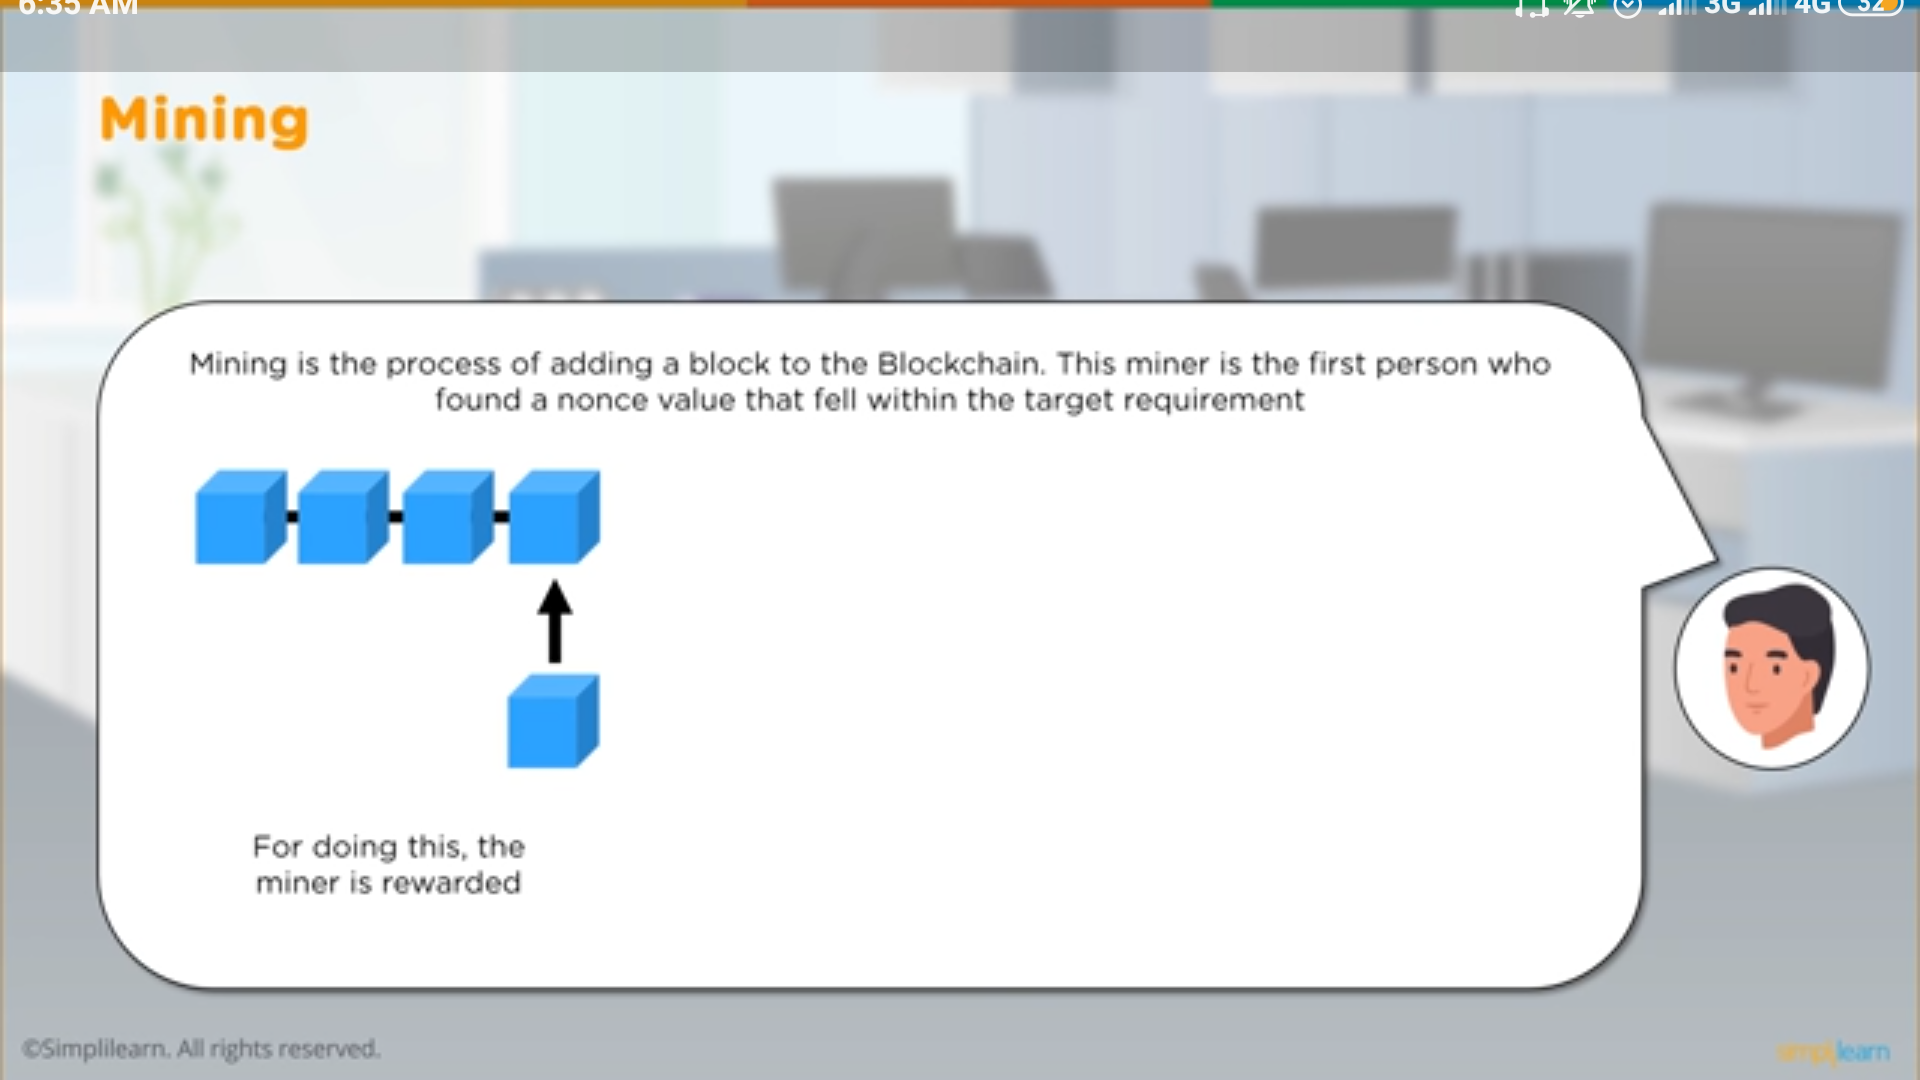 6:35 AM
3G 4G 32
Mining
Mining is the process of adding a block to the Blockchain. This miner is the first person who
found a nonce value that fell within the target requirement
For doing this, the
miner is rewarded
©Simplilearn. All rights reserved.
simplilearn